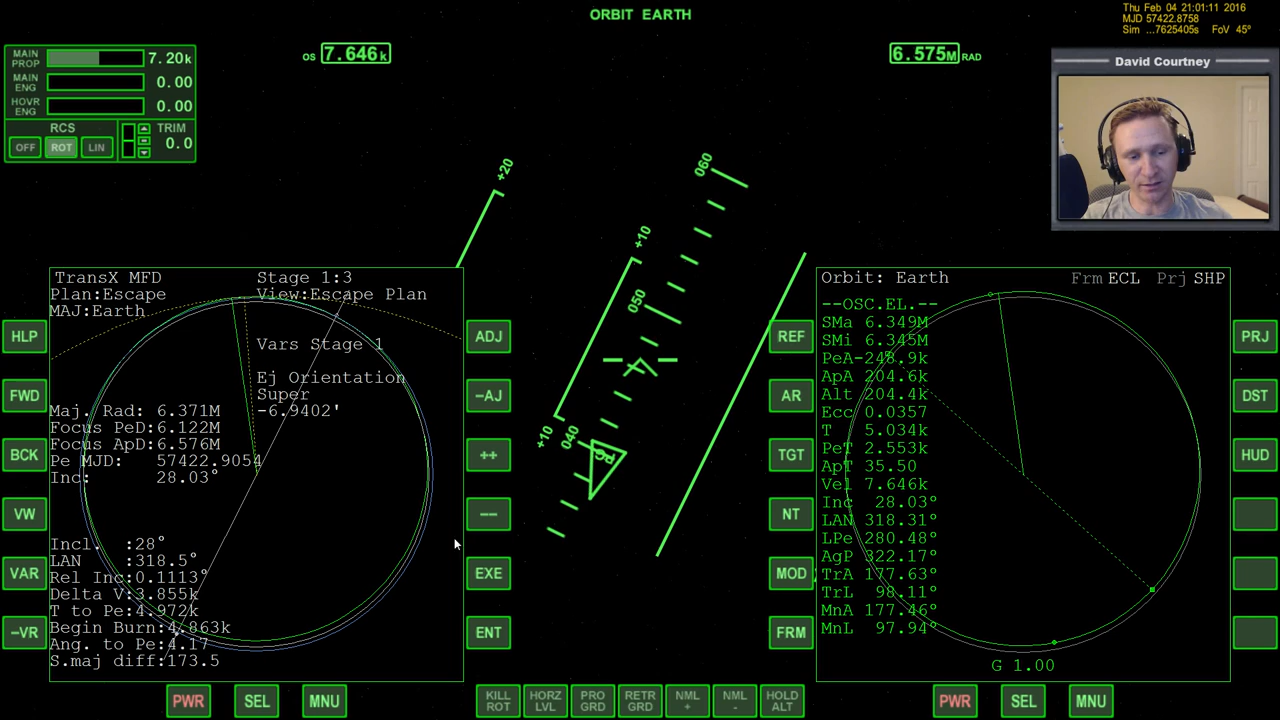 ORBIT EARTH
Thu Feb 04 21:01:11 2016
MJD 57422.8758
Sim ...7625405s FoV 45°
MAIN PROP 7.20k
MAIN ENG 0.00
HOVR ENG 0.00
RCS
TRIM
OFF ROT LIN
0.0
OS 7.646k
6.575M RAD
David Courtney
+20
060
+10
050
+10
040
TransX MFD Stage 1:3
Plan:Escape View:Escape Plan
MAJ:Earth
Vars Stage 1
Ej Orientation
Super
-6.9402'
Maj. Rad: 6.371M
Focus PeD:6.122M
Focus ApD:6.576M
Pe MJD: 57422.9054
Inc: 28.03°
Incl. :28°
LAN :318.5°
Rel Inc:0.1113°
Delta V:3.855k
T to Pe:4.972k
Begin Burn:4.863k
Ang. to Pe:4.17
S.maj diff:173.5
HLP
FWD
BCK
VW
VAR
-VR
ADJ
-AJ
++
--
EXE
ENT
PWR SEL MNU
KILL ROT
HORZ LVL
PRO GRD
RETR GRD
NML +
NML -
HOLD ALT
REF
AR
TGT
NT
MOD
FRM
Orbit: Earth Frm ECL Prj SHP
--OSC.EL.--
SMa 6.349M
SMi 6.345M
PeA-248.9k
ApA 204.6k
Alt 204.4k
Ecc 0.0357
T 5.034k
PeT 2.553k
ApT 35.50
Vel 7.646k
Inc 28.03°
LAN 318.31°
LPe 280.48°
AgP 322.17°
TrA 177.63°
TrL 98.11°
MnA 177.46°
MnL 97.94°
G 1.00
PRJ
DST
HUD
PWR SEL MNU